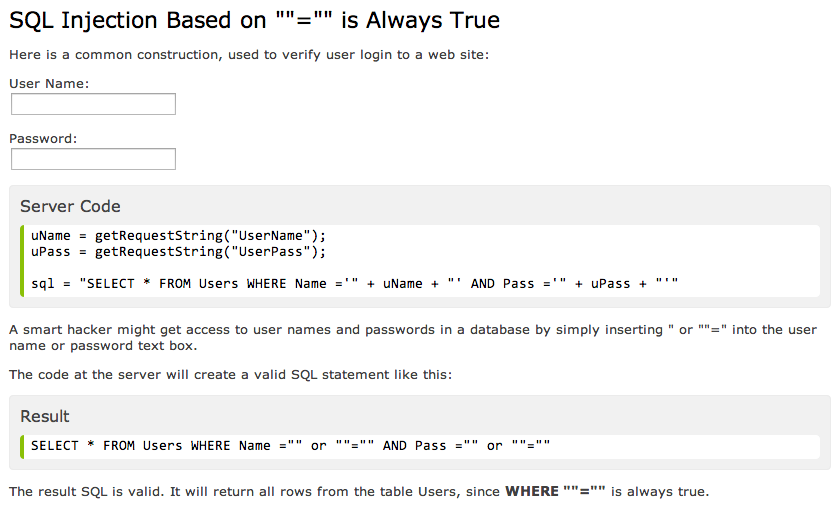 SQL Injection Based on ""="" is Always True
Here is a common construction, used to verify user login to a web site:
User Name:
Password:
Server Code
uName = getRequestString("UserName");
uPass = getRequestString("UserPass");
sql = "SELECT * FROM Users WHERE Name ='" + uName + "' AND Pass ='" + uPass + "'"
A smart hacker might get access to user names and passwords in a database by simply inserting " or ""=" into the user
name or password text box.
The code at the server will create a valid SQL statement like this:
Result
SELECT * FROM Users WHERE Name ="" or ""="" AND Pass ="" or ""=""
The result SQL is valid. It will return all rows from the table Users, since WHERE ""="" is always true.